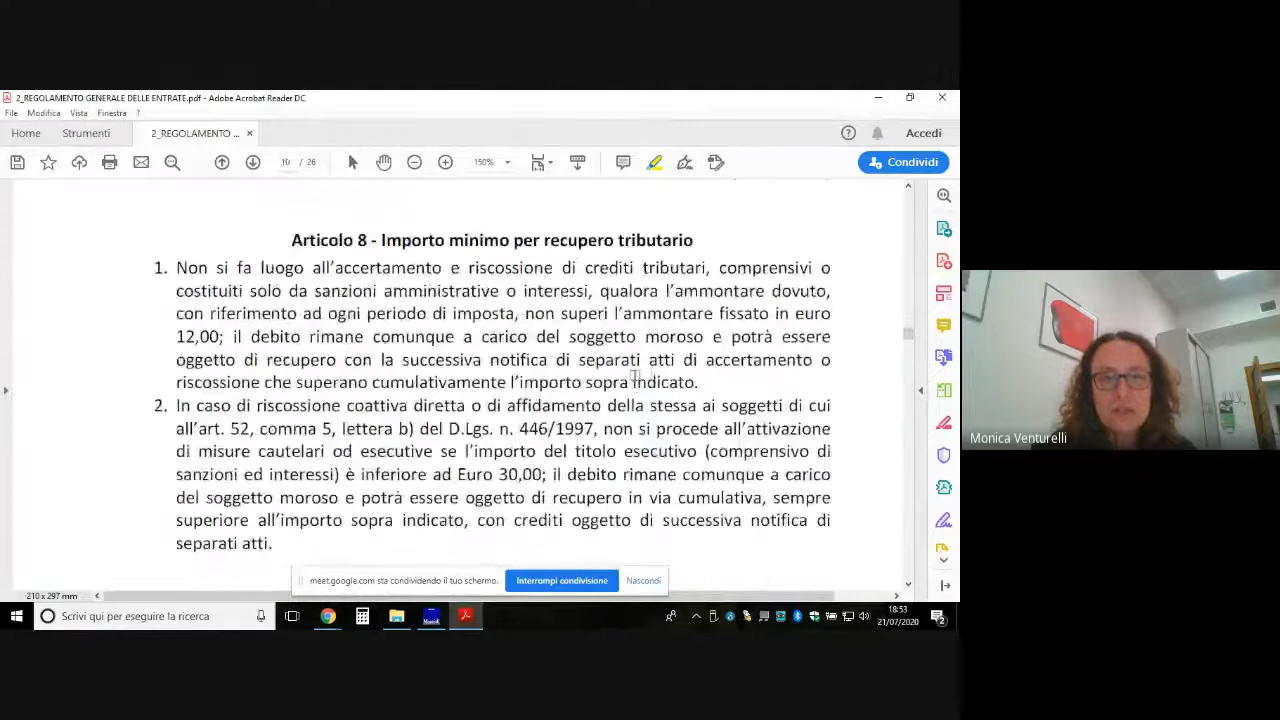 2_REGOLAMENTO GENERALE DELLE ENTRATE.pdf - Adobe Acrobat Reader DC
File Modifica Vista Finestra ?
Home Strumenti 2_REGOLAMENTO ... × Accedi
10 / 26 150% Condividi
Articolo 8 - Importo minimo per recupero tributario
1. Non si fa luogo all'accertamento e riscossione di crediti tributari, comprensivi o
costituiti solo da sanzioni amministrative o interessi, qualora l'ammontare dovuto,
con riferimento ad ogni periodo di imposta, non superi l'ammontare fissato in euro
12,00; il debito rimane comunque a carico del soggetto moroso e potrà essere
oggetto di recupero con la successiva notifica di separati atti di accertamento o
riscossione che superano cumulativamente l'importo sopra indicato.
2. In caso di riscossione coattiva diretta o di affidamento della stessa ai soggetti di cui
all'art. 52, comma 5, lettera b) del D.Lgs. n. 446/1997, non si procede all'attivazione
di misure cautelari od esecutive se l'importo del titolo esecutivo (comprensivo di
sanzioni ed interessi) è inferiore ad Euro 30,00; il debito rimane comunque a carico
del soggetto moroso e potrà essere oggetto di recupero in via cumulativa, sempre
superiore all'importo sopra indicato, con crediti oggetto di successiva notifica di
separati atti.
Monica Venturelli
meet.google.com sta condividendo il tuo schermo. Interrompi condivisione Nascondi
210 x 297 mm
Scrivi qui per eseguire la ricerca
18:53
21/07/2020
2